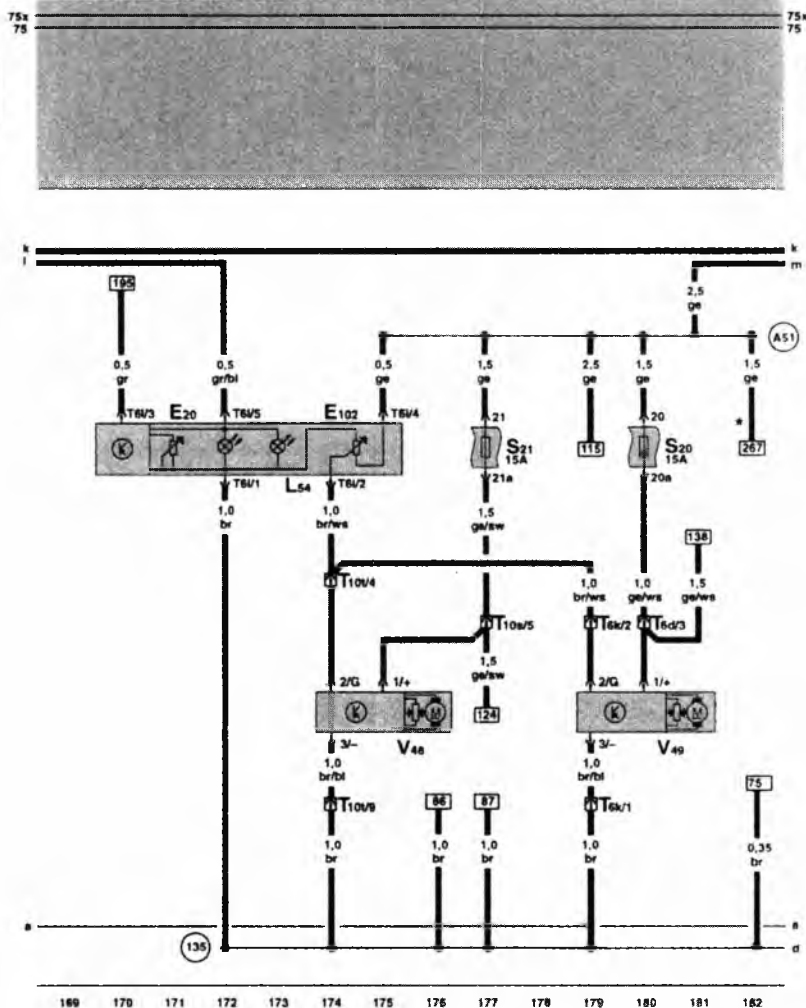 75x 75x
75 75
k k
l m
195
2,5
ge
A51
0,5 0,5 0,5 1,5 2,5 1,5 1,5
gr gr/bl ge ge ge ge ge
*
T6l/3 E20 T6l/5 E102 T6l/4 21 20
K S21 115 S20 267
15A 15A
T6l/1 L54 T6l/2 21a 20a
1,0 1,0 1,5
br br/ws ge/sw
138
T10t/4 1,0 1,0 1,5
br/ws ge/ws ge/ws
T10s/5 T6k/2 T6d/3
1,5
ge/sw
2/G 1/+ 2/G 1/+
K M 124 K M
3/– V48 3/– V49
1,0 1,0
br/bl br/bl
75
T10t/9 86 87 T6k/1
1,0 1,0 1,0 1,0 0,35
br br br br br
a
135 d
169 170 171 172 173 174 175 176 177 178 179 180 181 182